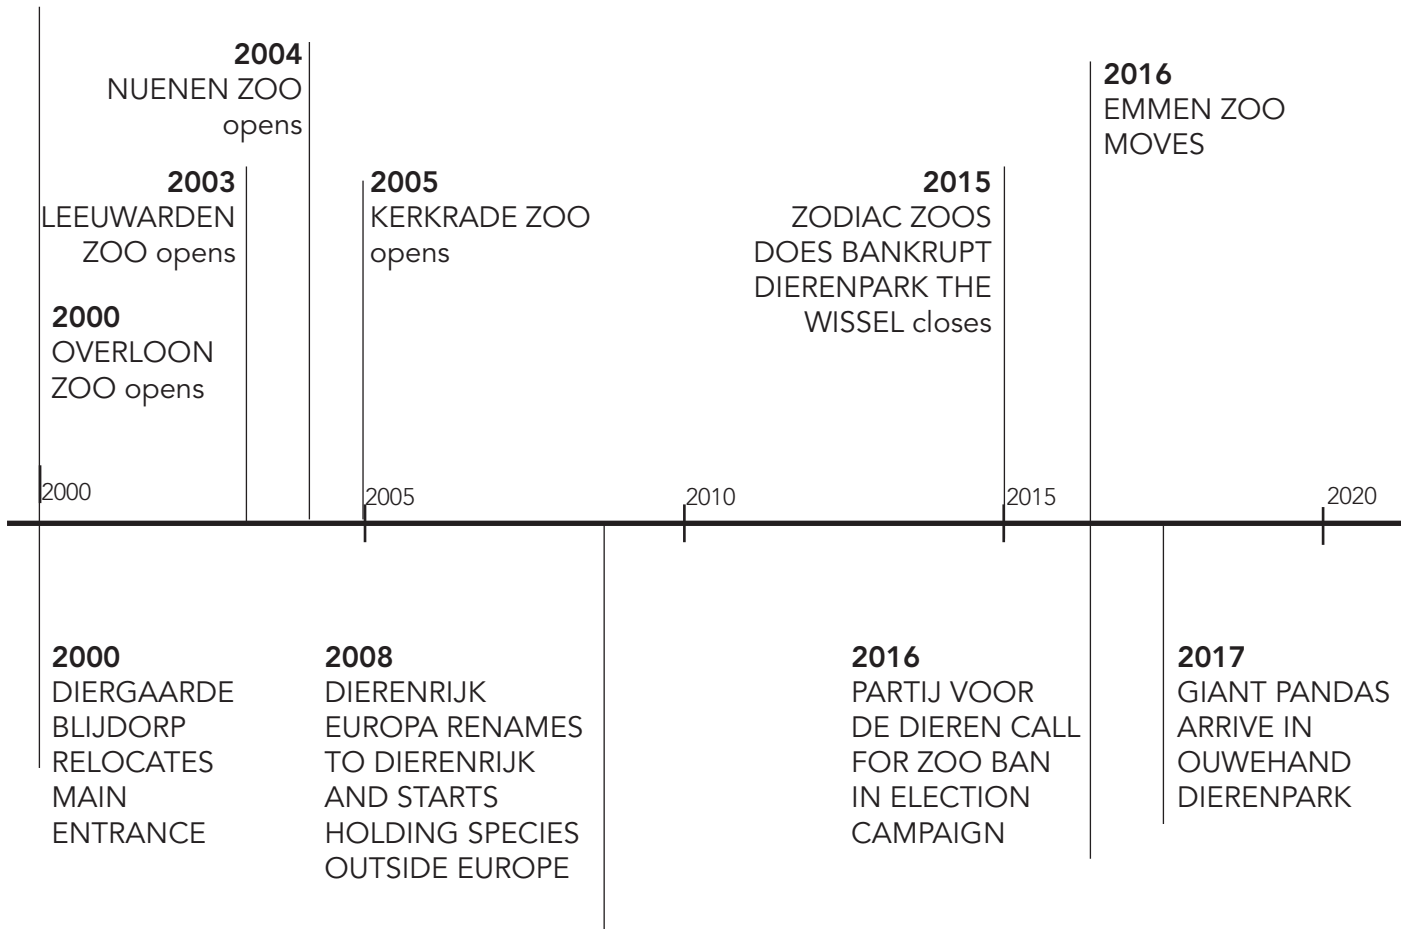 2004
NUENEN ZOO
opens
2016
EMMEN ZOO
MOVES
2003
LEEUWARDEN
ZOO opens
2005
KERKRADE ZOO
opens
2015
ZODIAC ZOOS
DOES BANKRUPT
DIERENPARK THE
WISSEL closes
2000
OVERLOON
ZOO opens
2000
2005
2010
2015
2020
2000
DIERGAARDE
BLIJDORP
RELOCATES
MAIN
ENTRANCE
2008
DIERENRIJK
EUROPA RENAMES
TO DIERENRIJK
AND STARTS
HOLDING SPECIES
OUTSIDE EUROPE
2016
PARTIJ VOOR
DE DIEREN CALL
FOR ZOO BAN
IN ELECTION
CAMPAIGN
2017
GIANT PANDAS
ARRIVE IN
OUWEHAND
DIERENPARK